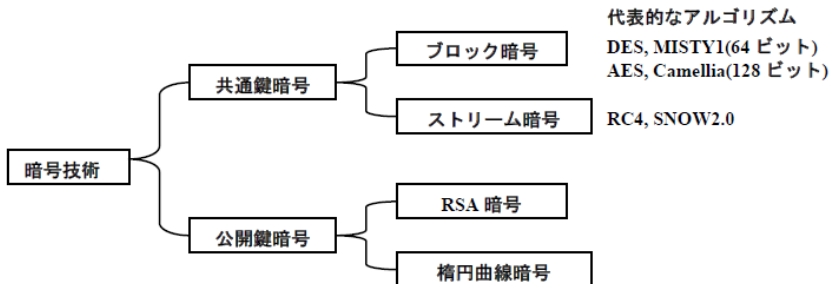 代表的なアルゴリズム
ブロック暗号
DES, MISTY1(64 ビット)
AES, Camellia(128 ビット)
共通鍵暗号
ストリーム暗号
RC4, SNOW2.0
暗号技術
RSA 暗号
公開鍵暗号
楕円曲線暗号